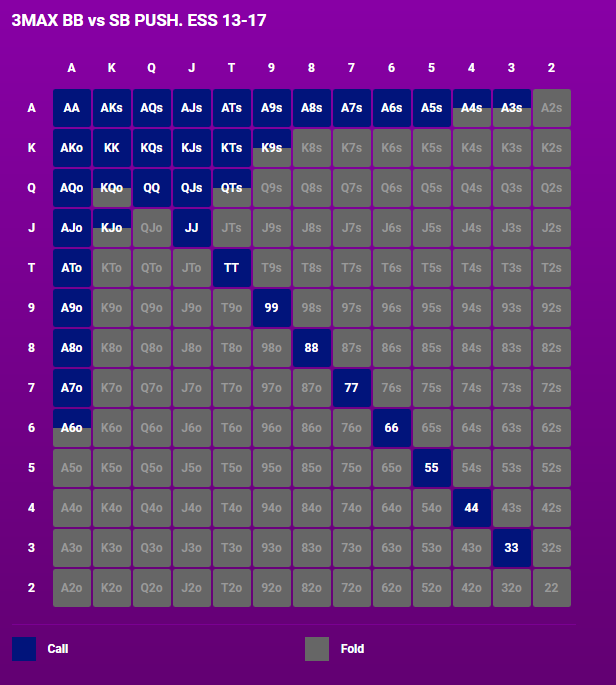 3MAX BB vs SB PUSH. ESS 13-17
A K Q J T 9 8 7 6 5 4 3 2
A AA AKs AQs AJs ATs A9s A8s A7s A6s A5s A4s A3s A2s
K AKo KK KQs KJs KTs K9s K8s K7s K6s K5s K4s K3s K2s
Q AQo KQo QQ QJs QTs Q9s Q8s Q7s Q6s Q5s Q4s Q3s Q2s
J AJo KJo QJo JJ JTs J9s J8s J7s J6s J5s J4s J3s J2s
T ATo KTo QTo JTo TT T9s T8s T7s T6s T5s T4s T3s T2s
9 A9o K9o Q9o J9o T9o 99 98s 97s 96s 95s 94s 93s 92s
8 A8o K8o Q8o J8o T8o 98o 88 87s 86s 85s 84s 83s 82s
7 A7o K7o Q7o J7o T7o 97o 87o 77 76s 75s 74s 73s 72s
6 A6o K6o Q6o J6o T6o 96o 86o 76o 66 65s 64s 63s 62s
5 A5o K5o Q5o J5o T5o 95o 85o 75o 65o 55 54s 53s 52s
4 A4o K4o Q4o J4o T4o 94o 84o 74o 64o 54o 44 43s 42s
3 A3o K3o Q3o J3o T3o 93o 83o 73o 63o 53o 43o 33 32s
2 A2o K2o Q2o J2o T2o 92o 82o 72o 62o 52o 42o 32o 22
Call Fold